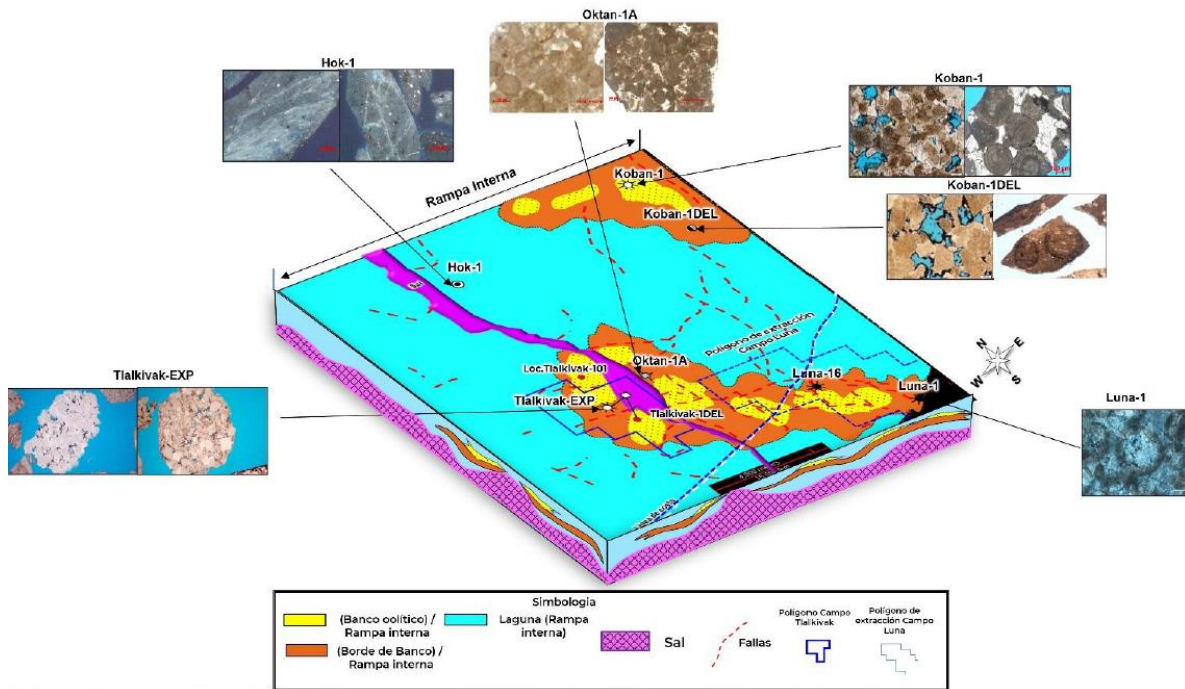 Oktan-1A
Hok-1
Koban-1
Koban-1DEL
Rampa Interna
Koban-1
Koban-1DEL
Hok-1
Sal
Polígono de extracción
Campo Luna
Oktan-1A
Loc.Tlalkivak-101
Luna-16
Luna-1
Tlalkivak-EXP
Tlalkivak-EXP
Tlalkivak-1DEL
N
E
W
S
Luna-1
Simbología
(Banco oolítico) /
Rampa interna
Laguna (Rampa
interna)
(Borde de Banco) /
Rampa interna
Sal
Fallas
Polígono Campo
Tlalkivak
Polígono de
extracción Campo
Luna